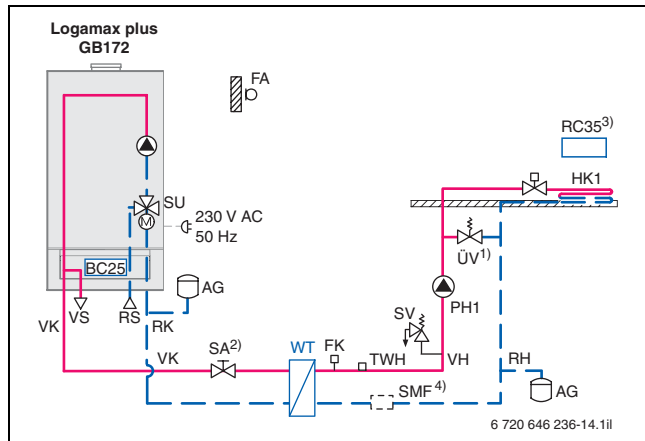 Logamax plus
GB172
FA
RC35³⁾
HK1
SU
M
230 V AC
50 Hz
BC25
ÜV¹⁾
AG
PH1
VS
RS
RK
VK
SV
VK
SA²⁾
WT
FK
TWH
VH
RH
SMF⁴⁾
AG
6 720 646 236-14.1il